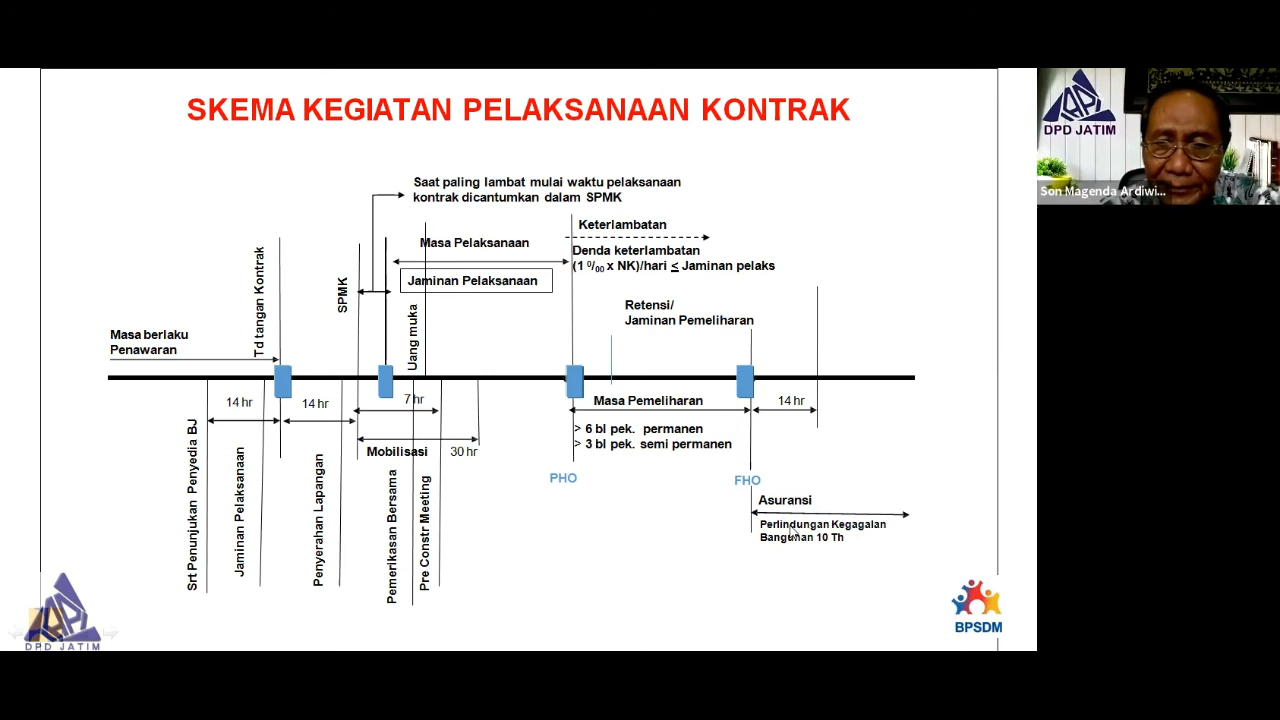 SKEMA KEGIATAN PELAKSANAAN KONTRAK
DPD JATIM
Son Magenda Ardiwi...
Saat paling lambat mulai waktu pelaksanaan
kontrak dicantumkan dalam SPMK
Keterlambatan
Masa Pelaksanaan
Denda keterlambatan
(1 0/00 x NK)/hari ≤ Jaminan pelaks
Jaminan Pelaksanaan
Td tangan Kontrak
SPMK
Uang muka
Retensi/
Jaminan Pemeliharan
Masa berlaku
Penawaran
14 hr
14 hr
7 hr
Masa Pemeliharan
14 hr
> 6 bl pek. permanen
> 3 bl pek. semi permanen
Mobilisasi
30 hr
PHO
FHO
Srt Penunjukan Penyedia BJ
Jaminan Pelaksanaan
Penyerahan Lapangan
Pemerikasan Bersama
Pre Constr Meeting
Asuransi
Perlindungan Kegagalan
Bangunan 10 Th
DPD JATIM
BPSDM